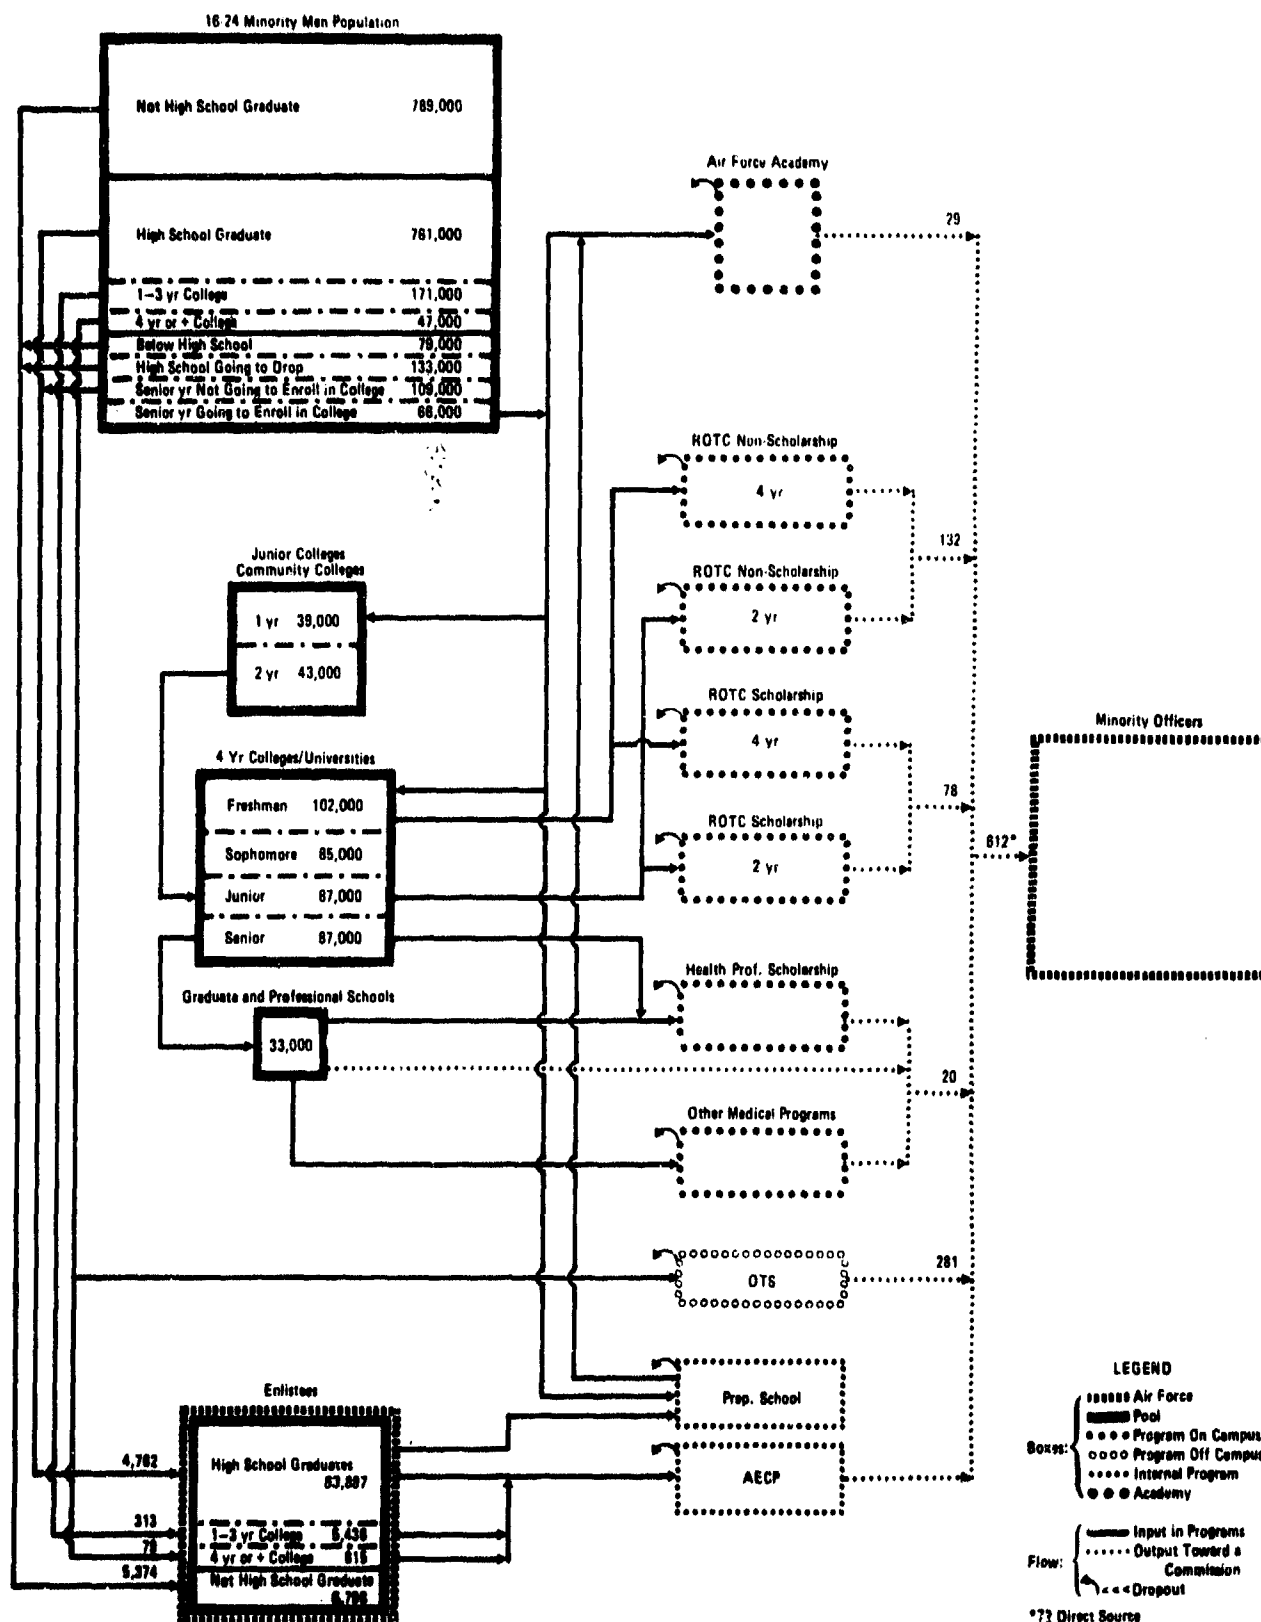 16-24 Minority Men Population
Not High School Graduate 789,000
High School Graduate 761,000
1-3 yr College 171,000
4 yr or + College 47,000
Below High School 79,000
High School Going to Drop 133,000
Senior yr Not Going to Enroll in College 109,000
Senior yr Going to Enroll in College 66,000
Air Force Academy
29
ROTC Non-Scholarship
4 yr
132
Junior Colleges
Community Colleges
1 yr 39,000
2 yr 43,000
ROTC Non-Scholarship
2 yr
ROTC Scholarship
4 yr
78
Minority Officers
4 Yr Colleges/Universities
Freshman 102,000
Sophomore 85,000
Junior 87,000
Senior 87,000
ROTC Scholarship
2 yr
612*
Health Prof. Scholarship
Graduate and Professional Schools
33,000
20
Other Medical Programs
OTS
281
Prep. School
AECP
Enlistees
4,762
High School Graduates
313
1-3 yr College 5,436
4 yr or + College 615
5,374
Not High School Graduate
LEGEND
Boxes:
Air Force
Pool
Program On Campus
Program Off Campus
Internal Program
Academy
Flow:
Input in Programs
Output Toward a
Commission
Dropout
*73 Direct Source